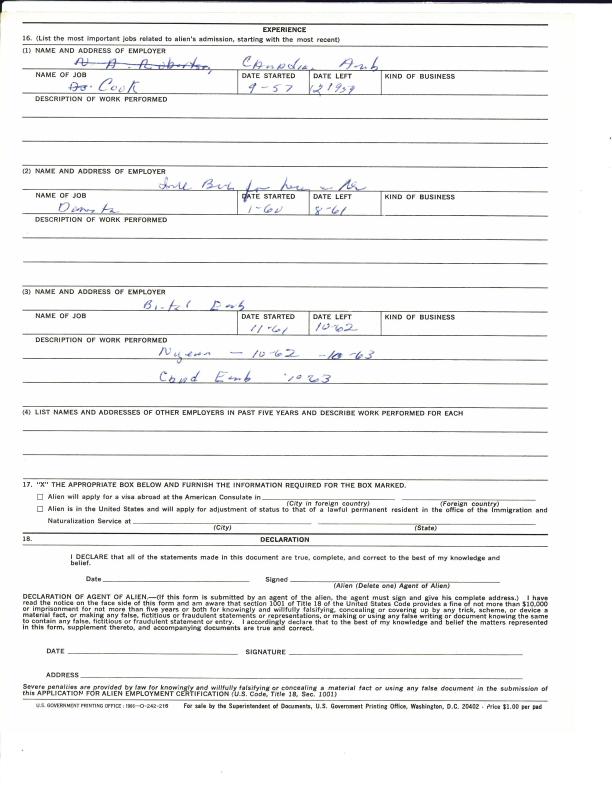 EXPERIENCE
16. (List the most important jobs related to alien's admission, starting with the most recent)
(1) NAME AND ADDRESS OF EMPLOYER
Canadian Amb
NAME OF JOB DATE STARTED DATE LEFT KIND OF BUSINESS
Cook 9-57 12 1959
DESCRIPTION OF WORK PERFORMED
(2) NAME AND ADDRESS OF EMPLOYER
NAME OF JOB DATE STARTED DATE LEFT KIND OF BUSINESS
1-60 8-61
DESCRIPTION OF WORK PERFORMED
(3) NAME AND ADDRESS OF EMPLOYER
Emb
NAME OF JOB DATE STARTED DATE LEFT KIND OF BUSINESS
11-61 10-62
DESCRIPTION OF WORK PERFORMED
— 10-62 -10-63
Emb 10-63
(4) LIST NAMES AND ADDRESSES OF OTHER EMPLOYERS IN PAST FIVE YEARS AND DESCRIBE WORK PERFORMED FOR EACH
17. "X" THE APPROPRIATE BOX BELOW AND FURNISH THE INFORMATION REQUIRED FOR THE BOX MARKED.
☐ Alien will apply for a visa abroad at the American Consulate in
(City in foreign country) (Foreign country)
☐ Alien is in the United States and will apply for adjustment of status to that of a lawful permanent resident in the office of the Immigration and
Naturalization Service at
(City) (State)
18. DECLARATION
I DECLARE that all of the statements made in this document are true, complete, and correct to the best of my knowledge and
belief.
Date Signed
(Alien (Delete one) Agent of Alien)
DECLARATION OF AGENT OF ALIEN.—(If this form is submitted by an agent of the alien, the agent must sign and give his complete address.) I have
read the notice on the face side of this form and am aware that section 1001 of Title 18 of the United States Code provides a fine of not more than $10,000
or imprisonment for not more than five years or both for knowingly and willfully falsifying, concealing or covering up by any trick, scheme, or device a
material fact, or making any false, fictitious or fraudulent statements or representations, or making or using any false writing or document knowing the same
to contain any false, fictitious or fraudulent statement or entry. I accordingly declare that to the best of my knowledge and belief the matters represented
in this form, supplement thereto, and accompanying documents are true and correct.
DATE SIGNATURE
ADDRESS
Severe penalties are provided by law for knowingly and willfully falsifying or concealing a material fact or using any false document in the submission of
this APPLICATION FOR ALIEN EMPLOYMENT CERTIFICATION (U.S. Code, Title 18, Sec. 1001)
U.S. GOVERNMENT PRINTING OFFICE : 1965—O-242-216 For sale by the Superintendent of Documents, U.S. Government Printing Office, Washington, D.C. 20402 - Price $1.00 per pad